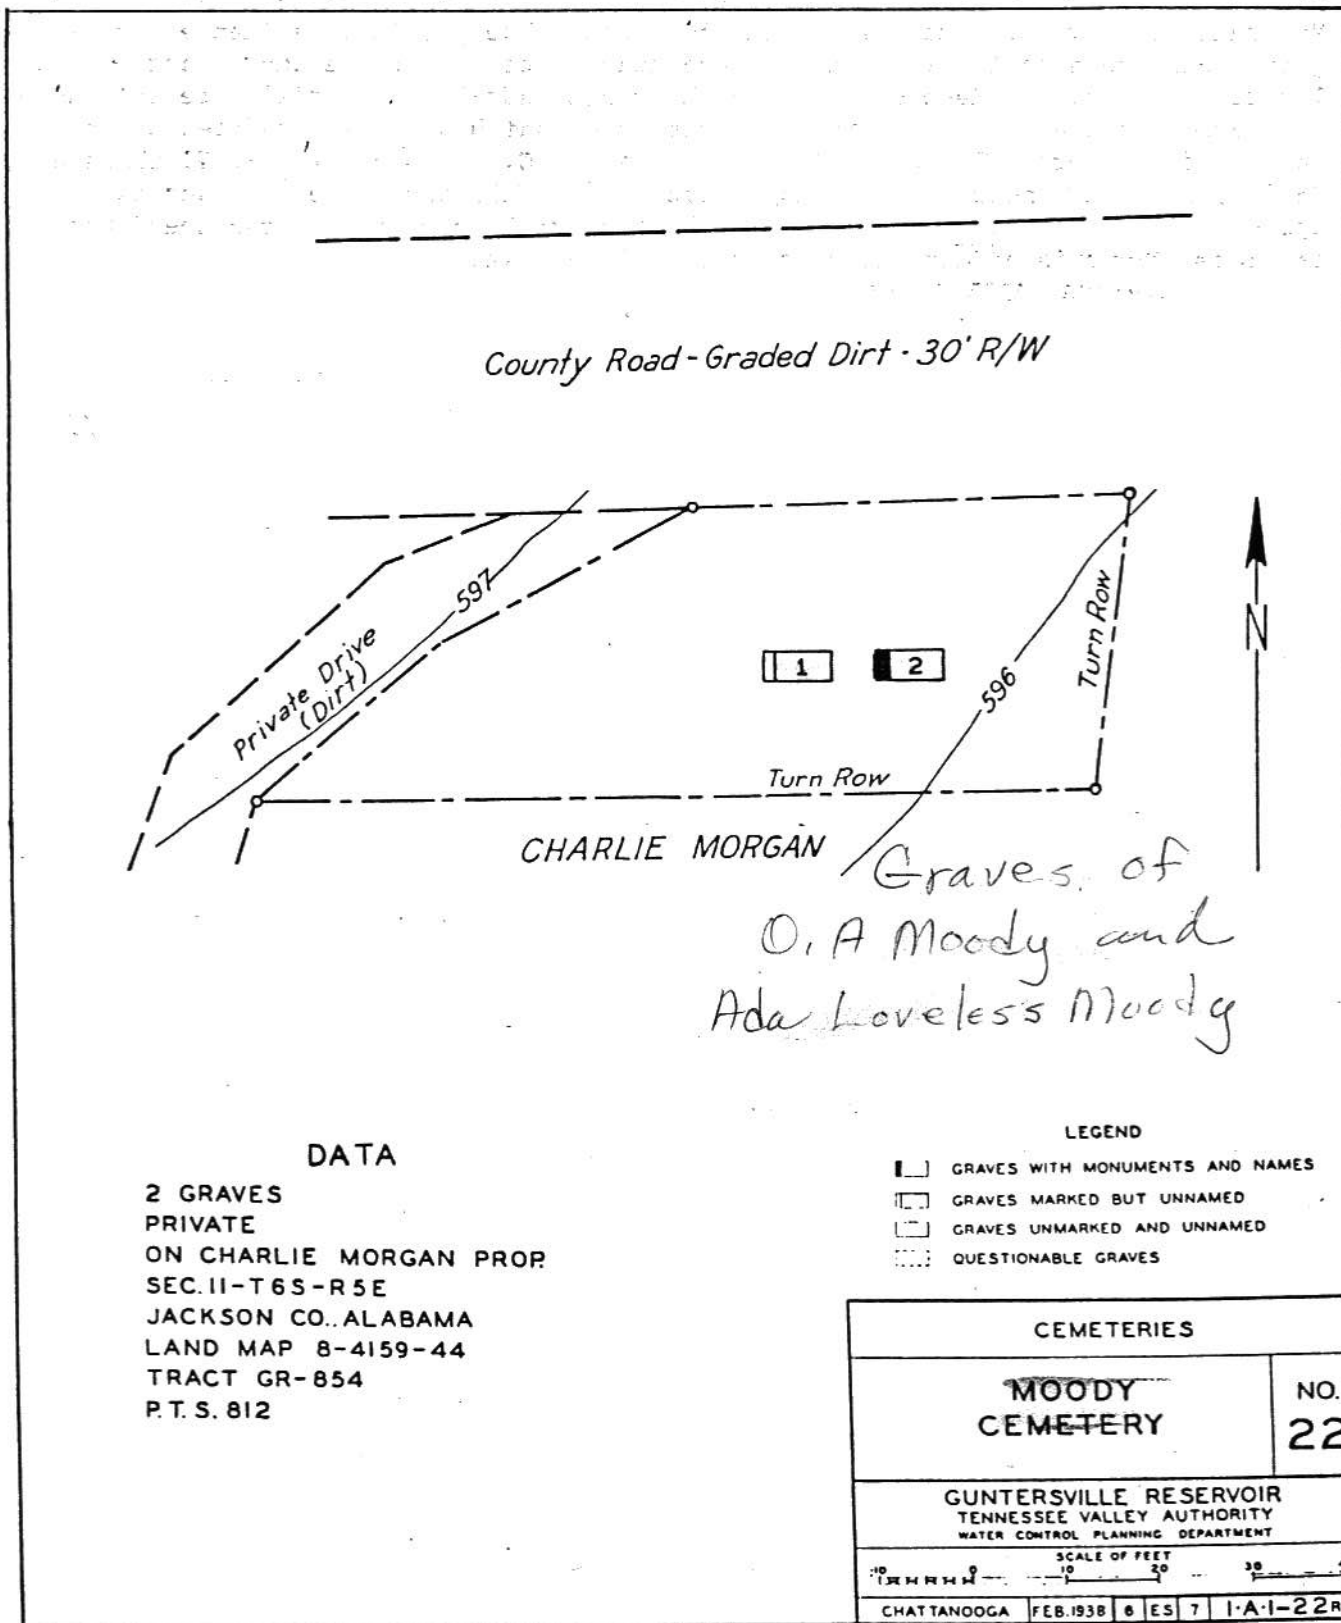 County Road - Graded Dirt - 30' R/W
597
Private Drive
(Dirt)
1
2
596
Turn Row
N
Turn Row
CHARLIE MORGAN
Graves of
O. A Moody and
Ada Loveless Moody
DATA
2 GRAVES
PRIVATE
ON CHARLIE MORGAN PROP.
SEC. 11-T6S-R5E
JACKSON CO., ALABAMA
LAND MAP 8-4159-44
TRACT GR-854
P. T. S. 812
LEGEND
GRAVES WITH MONUMENTS AND NAMES
GRAVES MARKED BUT UNNAMED
GRAVES UNMARKED AND UNNAMED
QUESTIONABLE GRAVES
CEMETERIES
MOODY
CEMETERY
NO.
22
GUNTERSVILLE RESERVOIR
TENNESSEE VALLEY AUTHORITY
WATER CONTROL PLANNING DEPARTMENT
SCALE OF FEET
10 0 10 20 30
CHATTANOOGA FEB. 1938 6 ES 7 1-A-1-22R